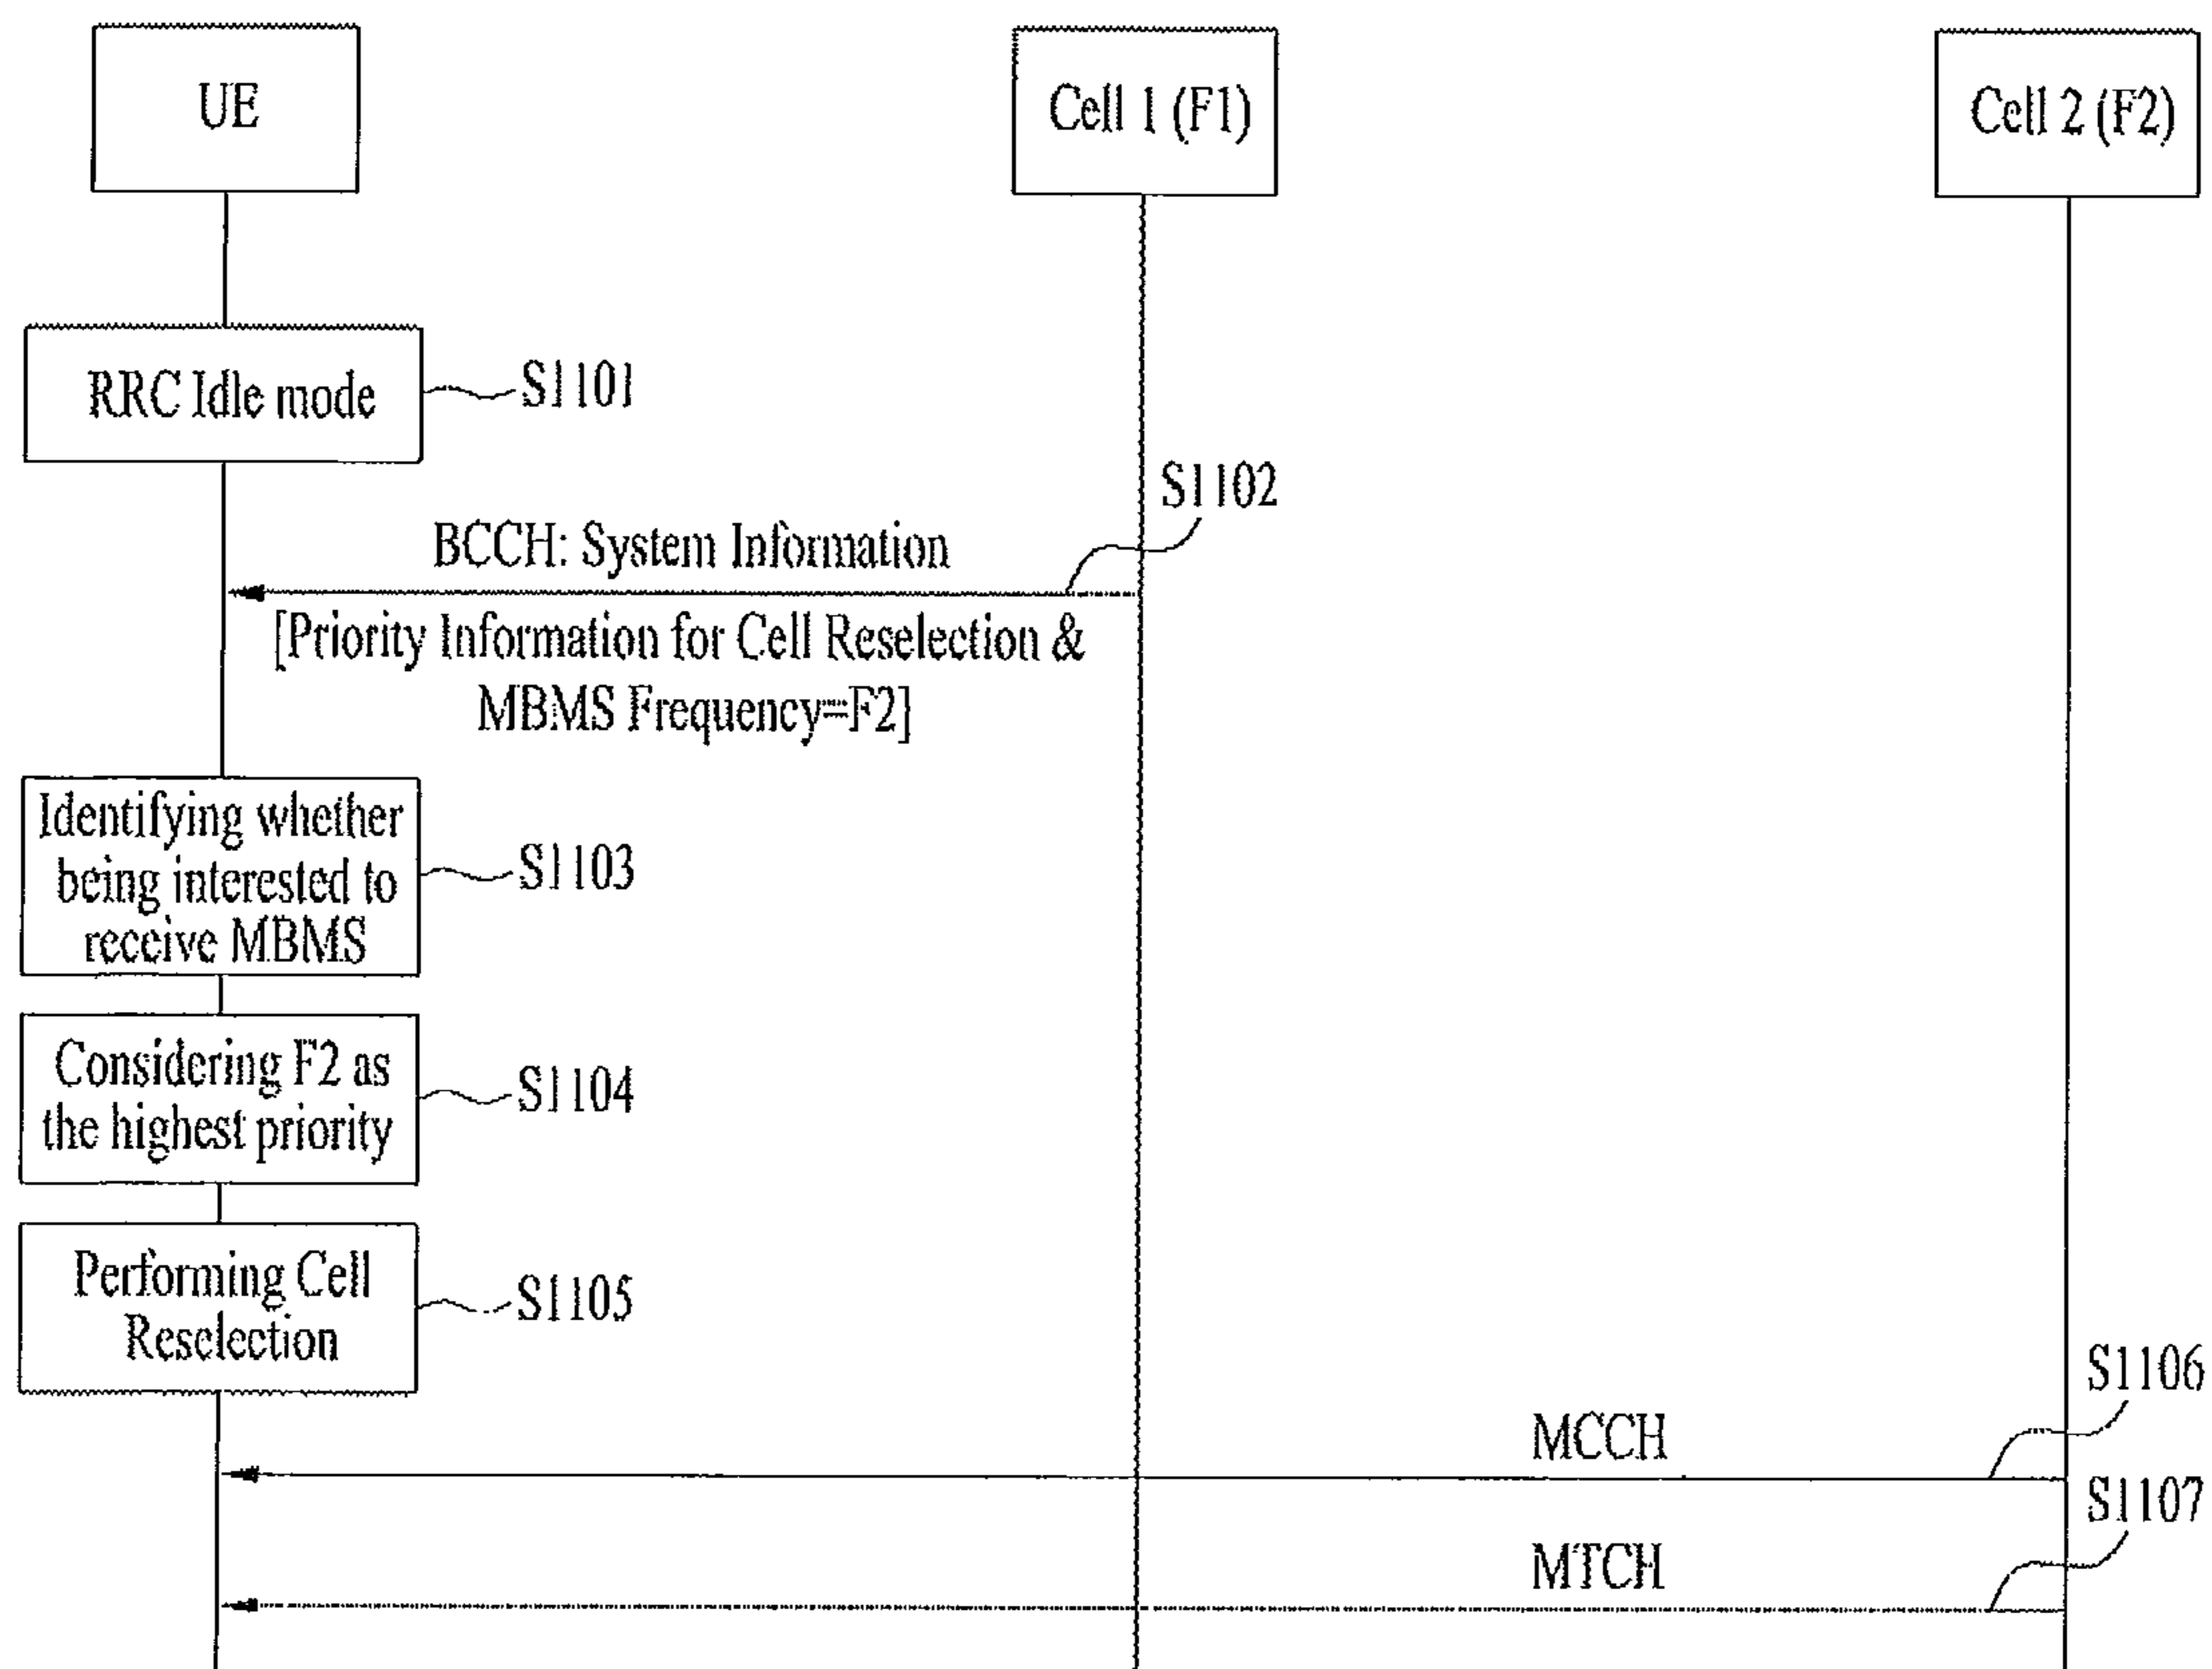 UE
Cell 1 (F1)
Cell 2 (F2)
RRC Idle mode
S1101
S1102
BCCH: System Information
[Priority Information for Cell Reselection &
MBMS Frequency=F2]
Identifying whether
being interested to
receive MBMS
S1103
Considering F2 as
the highest priority
S1104
Performing Cell
Reselection
S1105
S1106
MCCH
S1107
MTCH